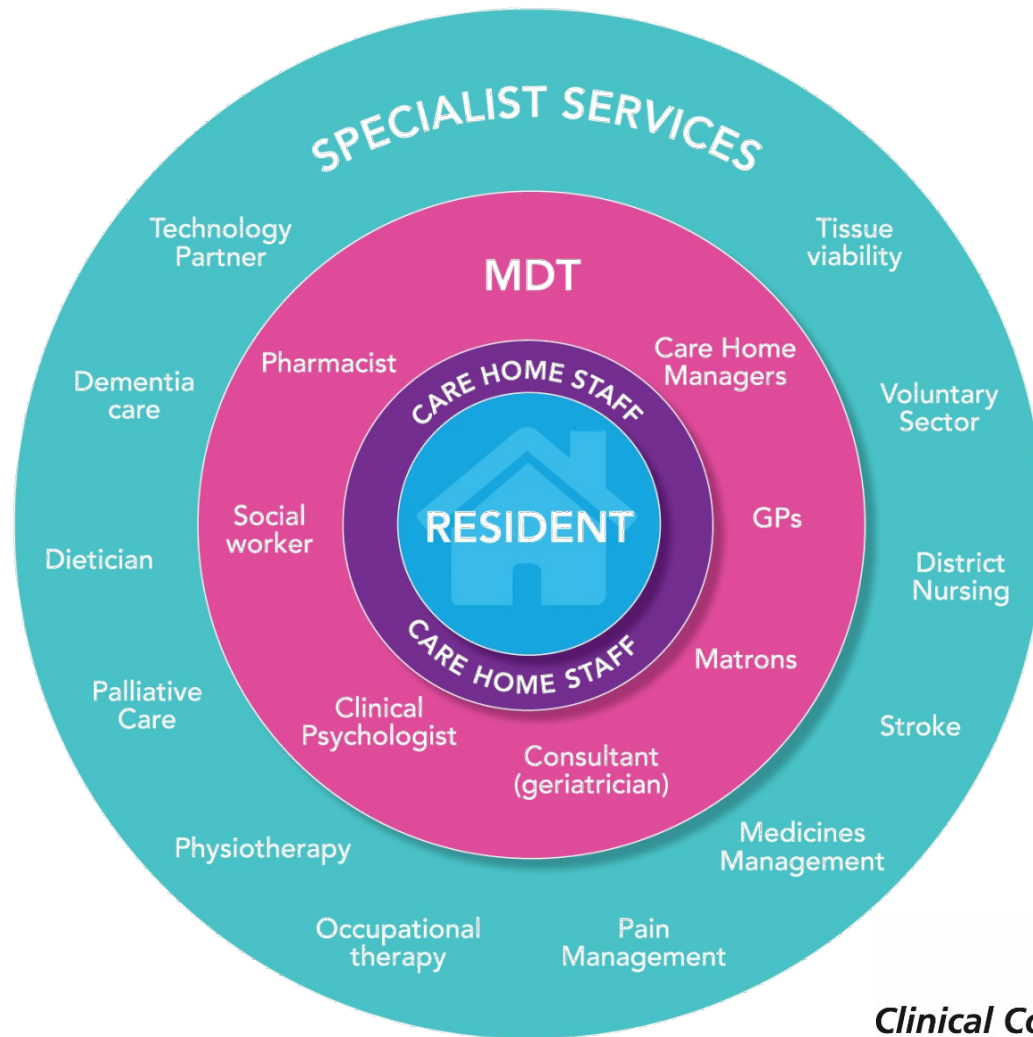 SPECIALIST SERVICES
Technology
Partner
Tissue
viability
MDT
Pharmacist
Care Home
Managers
CARE HOME STAFF
Dementia
care
Voluntary
Sector
Social
worker
RESIDENT
GPs
Dietician
District
Nursing
CARE HOME STAFF
Matrons
Palliative
Care
Clinical
Psychologist
Stroke
Consultant
(geriatrician)
Physiotherapy
Medicines
Management
Occupational
therapy
Pain
Management
Clinical